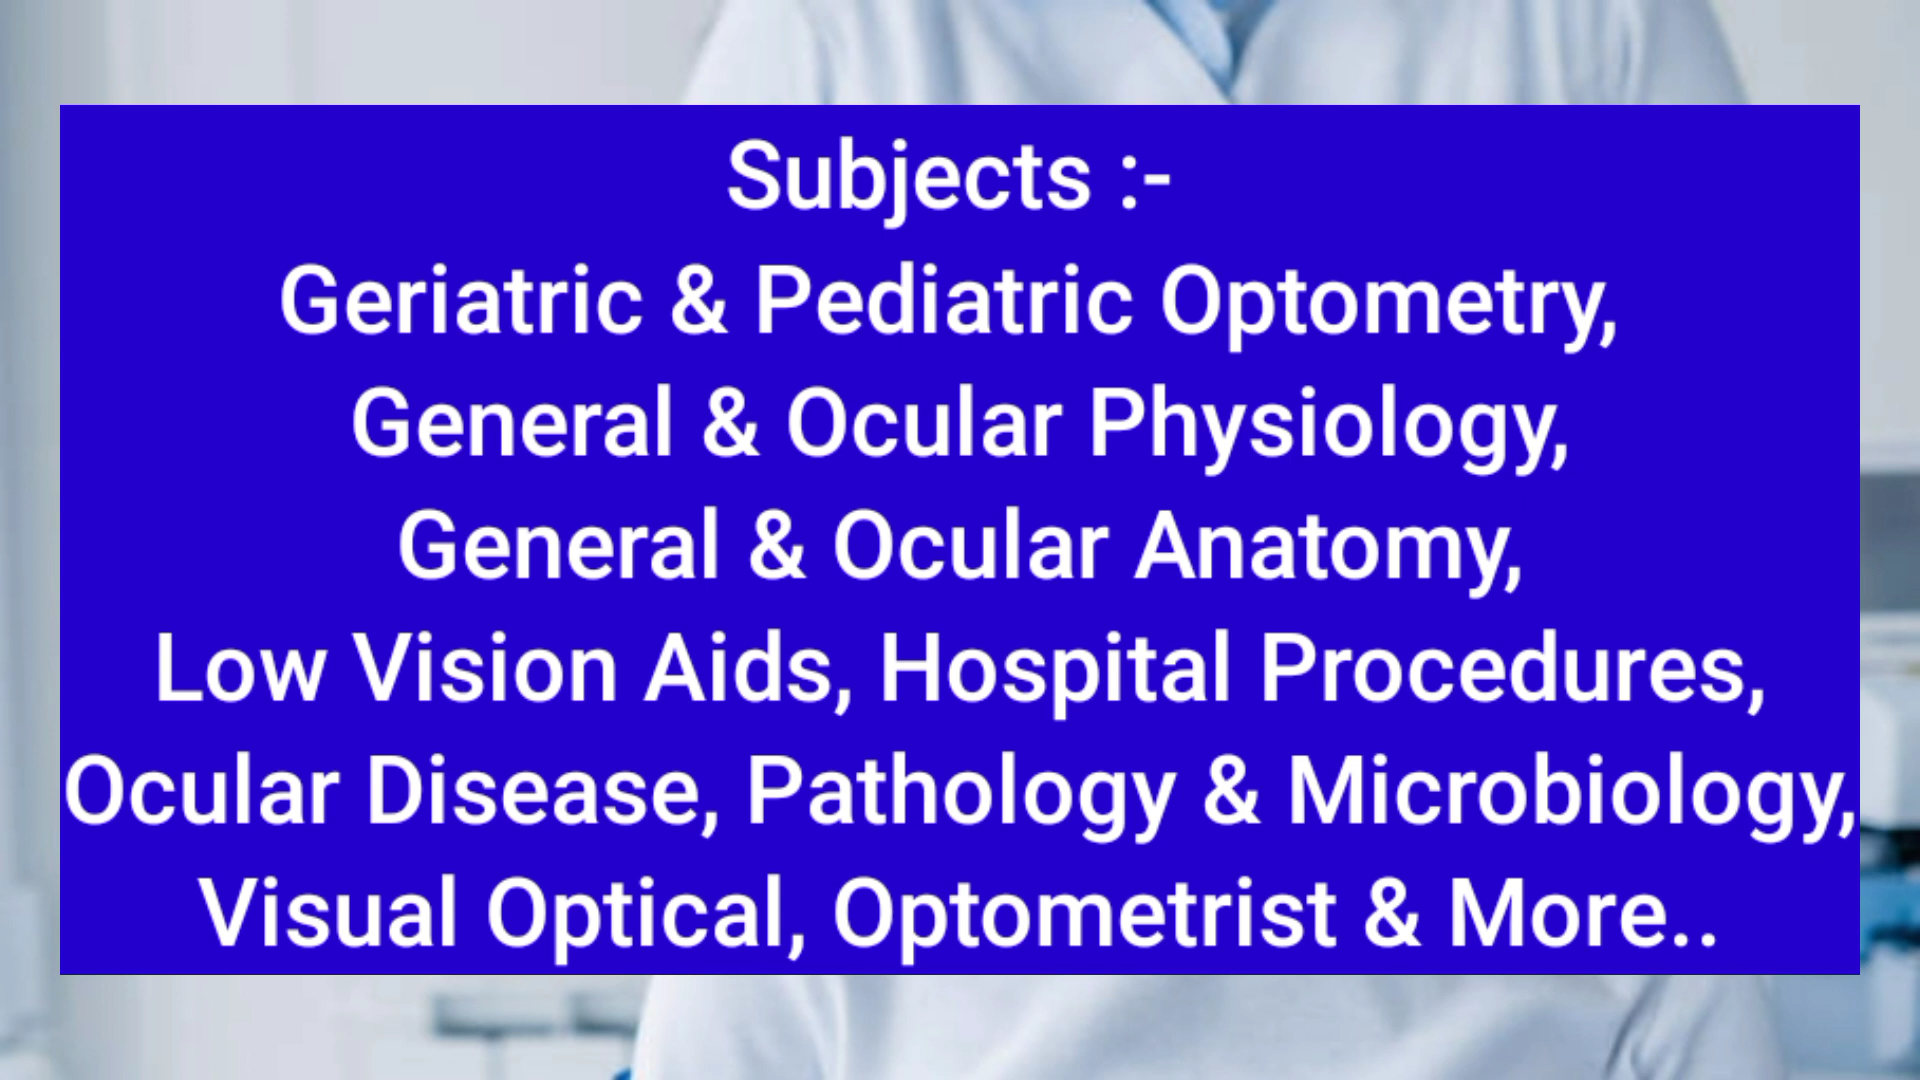 Subjects :-
Geriatric & Pediatric Optometry,
General & Ocular Physiology,
General & Ocular Anatomy,
Low Vision Aids, Hospital Procedures,
Ocular Disease, Pathology & Microbiology,
Visual Optical, Optometrist & More..